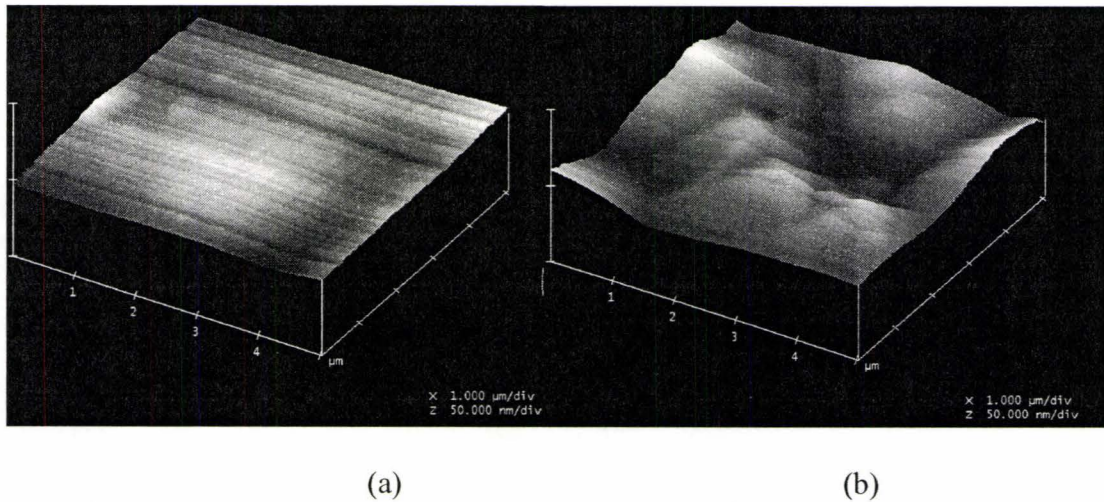 1
2
3
4
μm
X 1.000 μm/div
Z 50.000 nm/div
1
2
3
4
μm
X 1.000 μm/div
Z 50.000 nm/div
(a)
(b)